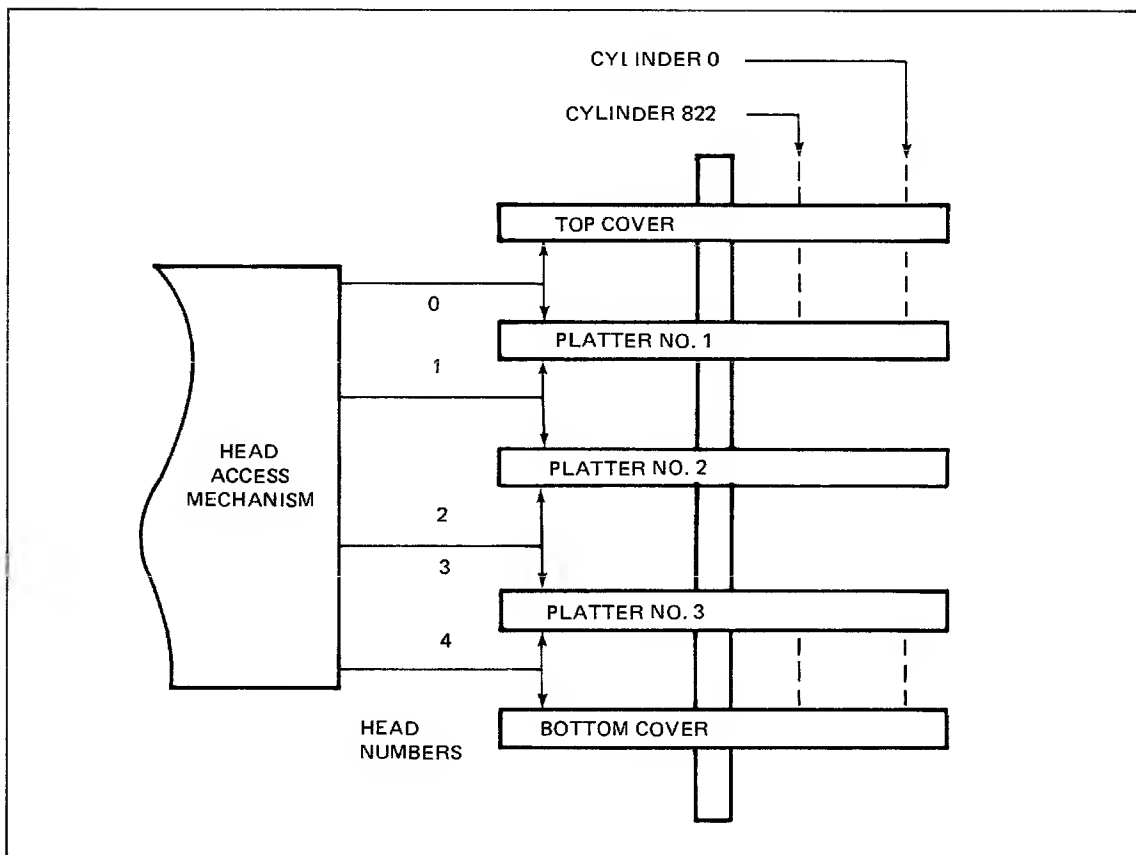 CYLINDER 0
CYLINDER 822
TOP COVER
0
PLATTER NO. 1
1
HEAD
ACCESS
MECHANISM
PLATTER NO. 2
2
3
PLATTER NO. 3
4
HEAD
NUMBERS
BOTTOM COVER